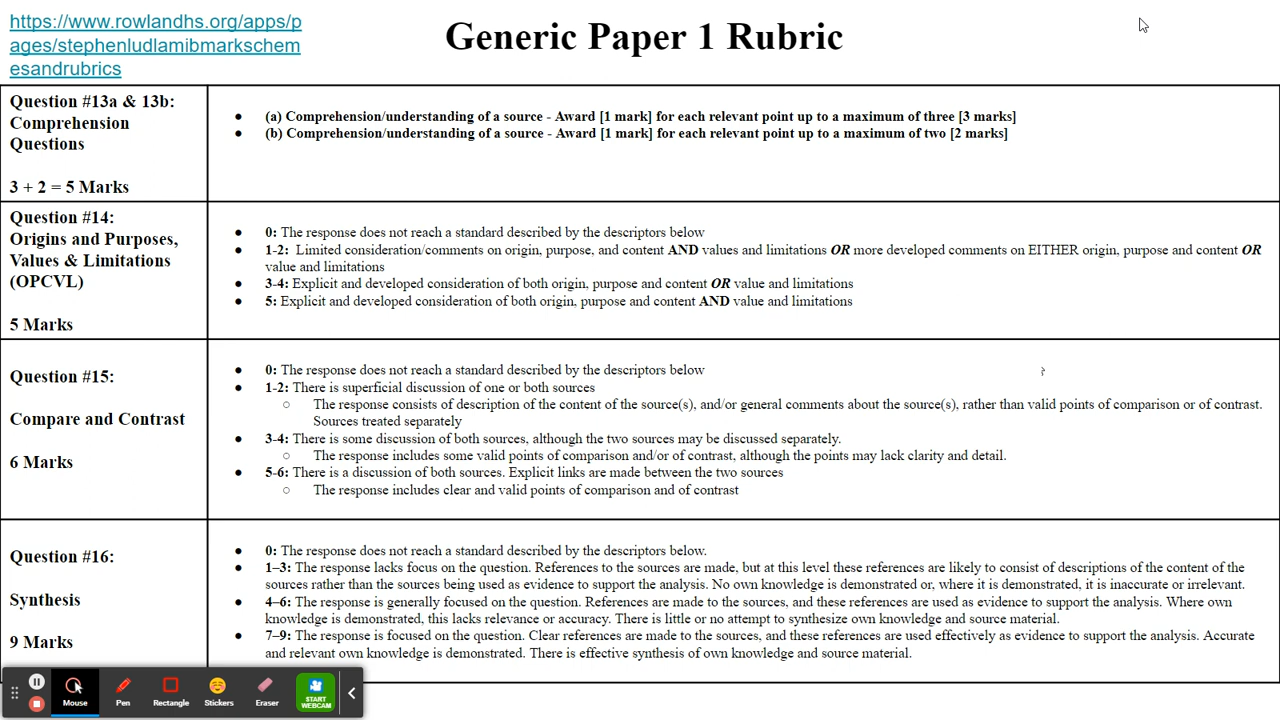 https://www.rowlandhs.org/apps/p
ages/stephenludlamibmarkschem
esandrubrics
Generic Paper 1 Rubric
Question #13a & 13b:
Comprehension
Questions
3 + 2 = 5 Marks
● (a) Comprehension/understanding of a source - Award [1 mark] for each relevant point up to a maximum of three [3 marks]
● (b) Comprehension/understanding of a source - Award [1 mark] for each relevant point up to a maximum of two [2 marks]
Question #14:
Origins and Purposes,
Values & Limitations
(OPCVL)
5 Marks
● 0: The response does not reach a standard described by the descriptors below
● 1-2: Limited consideration/comments on origin, purpose, and content AND values and limitations OR more developed comments on EITHER origin, purpose and content OR
value and limitations
● 3-4: Explicit and developed consideration of both origin, purpose and content OR value and limitations
● 5: Explicit and developed consideration of both origin, purpose and content AND value and limitations
Question #15:
Compare and Contrast
6 Marks
● 0: The response does not reach a standard described by the descriptors below
● 1-2: There is superficial discussion of one or both sources
○ The response consists of description of the content of the source(s), and/or general comments about the source(s), rather than valid points of comparison or of contrast.
Sources treated separately
● 3-4: There is some discussion of both sources, although the two sources may be discussed separately.
○ The response includes some valid points of comparison and/or of contrast, although the points may lack clarity and detail.
● 5-6: There is a discussion of both sources. Explicit links are made between the two sources
○ The response includes clear and valid points of comparison and of contrast
Question #16:
Synthesis
9 Marks
● 0: The response does not reach a standard described by the descriptors below.
● 1–3: The response lacks focus on the question. References to the sources are made, but at this level these references are likely to consist of descriptions of the content of the
sources rather than the sources being used as evidence to support the analysis. No own knowledge is demonstrated or, where it is demonstrated, it is inaccurate or irrelevant.
● 4–6: The response is generally focused on the question. References are made to the sources, and these references are used as evidence to support the analysis. Where own
knowledge is demonstrated, this lacks relevance or accuracy. There is little or no attempt to synthesize own knowledge and source material.
● 7–9: The response is focused on the question. Clear references are made to the sources, and these references are used effectively as evidence to support the analysis. Accurate
and relevant own knowledge is demonstrated. There is effective synthesis of own knowledge and source material.
Mouse
Pen
Rectangle
Stickers
Eraser
START
WEBCAM